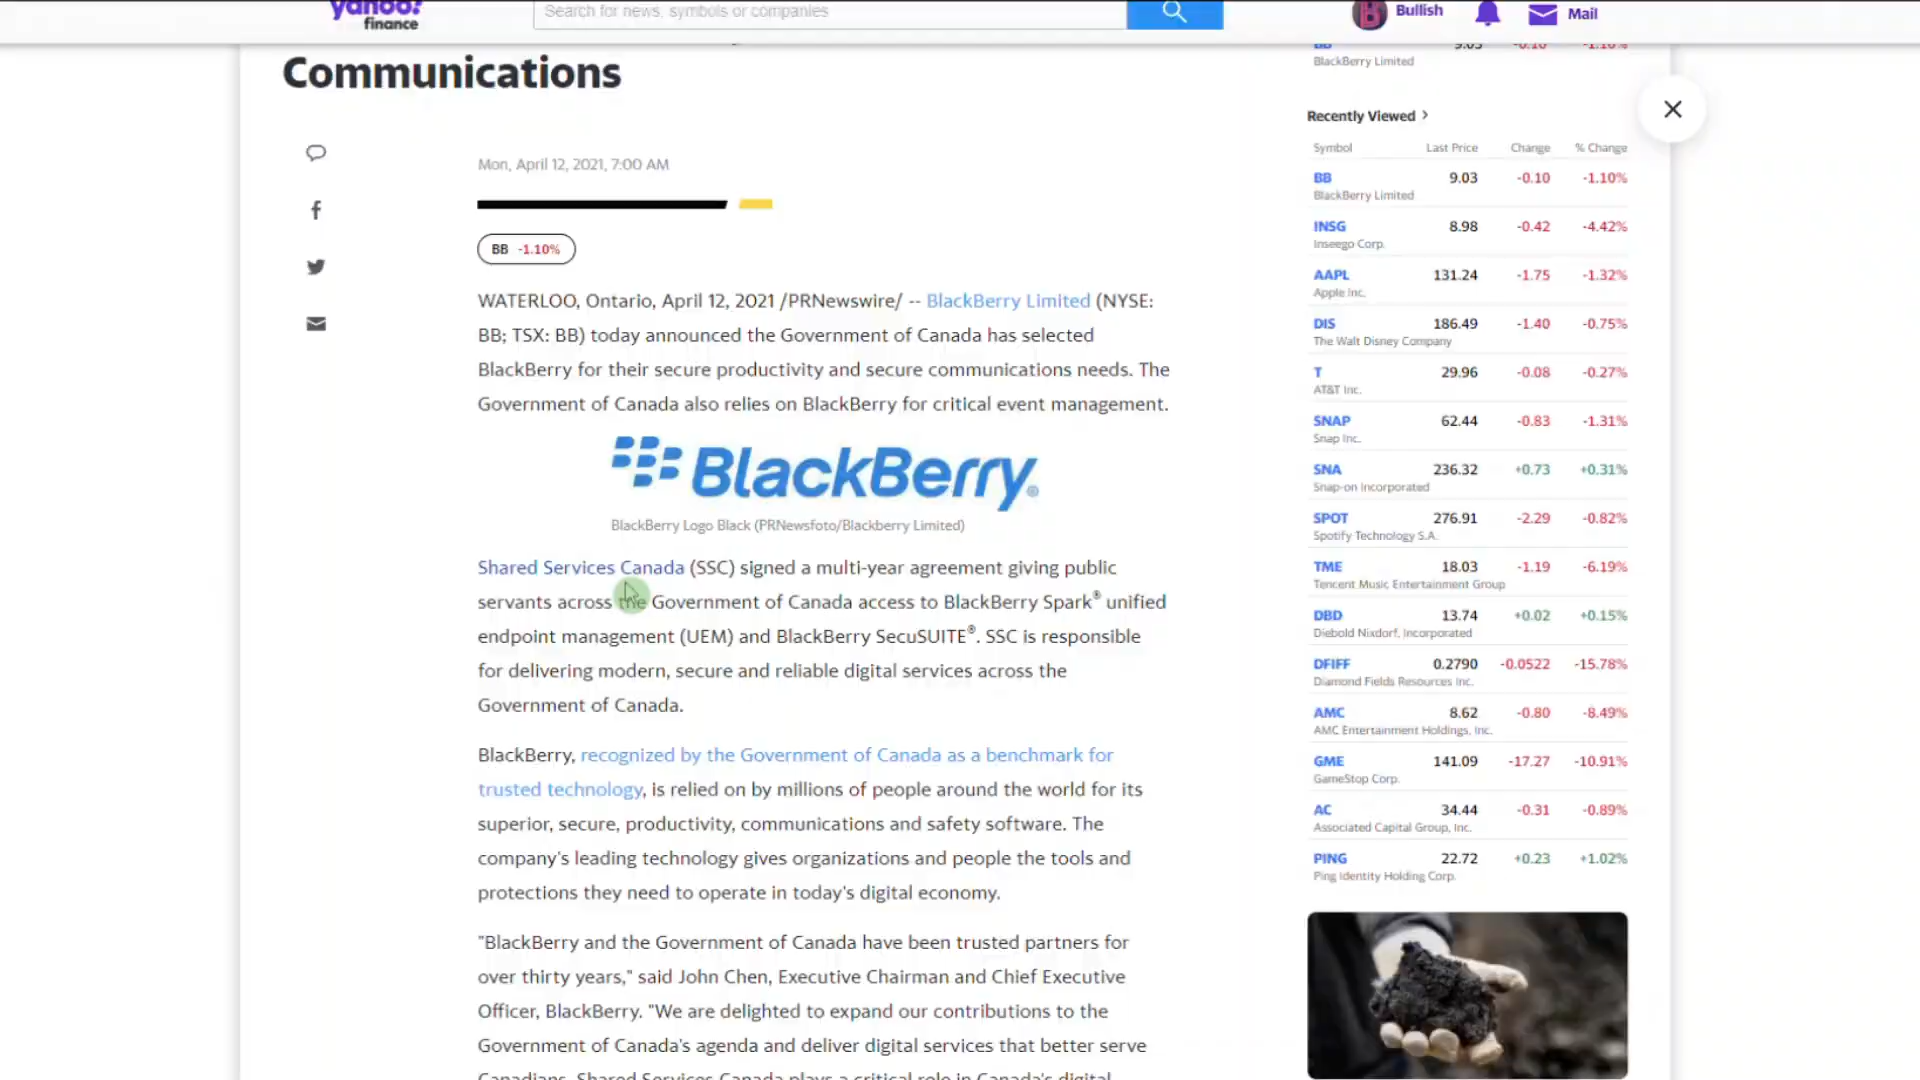 yahoo!
finance
Search for news, symbols or companies
Bullish
Mail
Communications
Mon, April 12, 2021, 7:00 AM
BB -1.10%
WATERLOO, Ontario, April 12, 2021 /PRNewswire/ -- BlackBerry Limited (NYSE:
BB; TSX: BB) today announced the Government of Canada has selected
BlackBerry for their secure productivity and secure communications needs. The
Government of Canada also relies on BlackBerry for critical event management.
BlackBerry®
BlackBerry Logo Black (PRNewsfoto/Blackberry Limited)
Shared Services Canada (SSC) signed a multi-year agreement giving public
servants across the Government of Canada access to BlackBerry Spark® unified
endpoint management (UEM) and BlackBerry SecuSUITE®. SSC is responsible
for delivering modern, secure and reliable digital services across the
Government of Canada.
BlackBerry, recognized by the Government of Canada as a benchmark for
trusted technology, is relied on by millions of people around the world for its
superior, secure, productivity, communications and safety software. The
company's leading technology gives organizations and people the tools and
protections they need to operate in today's digital economy.
"BlackBerry and the Government of Canada have been trusted partners for
over thirty years," said John Chen, Executive Chairman and Chief Executive
Officer, BlackBerry. "We are delighted to expand our contributions to the
Government of Canada's agenda and deliver digital services that better serve
Canadians. Shared Services Canada plays a critical role in Canada's digital
BB 9.03 -0.10 -1.10%
BlackBerry Limited
Recently Viewed >
Symbol Last Price Change % Change
BB 9.03 -0.10 -1.10%
BlackBerry Limited
INSG 8.98 -0.42 -4.42%
Inseego Corp.
AAPL 131.24 -1.75 -1.32%
Apple Inc.
DIS 186.49 -1.40 -0.75%
The Walt Disney Company
T 29.96 -0.08 -0.27%
AT&T Inc.
SNAP 62.44 -0.83 -1.31%
Snap Inc.
SNA 236.32 +0.73 +0.31%
Snap-on Incorporated
SPOT 276.91 -2.29 -0.82%
Spotify Technology S.A.
TME 18.03 -1.19 -6.19%
Tencent Music Entertainment Group
DBD 13.74 +0.02 +0.15%
Diebold Nixdorf, Incorporated
DFIFF 0.2790 -0.0522 -15.78%
Diamond Fields Resources Inc.
AMC 8.62 -0.80 -8.49%
AMC Entertainment Holdings, Inc.
GME 141.09 -17.27 -10.91%
GameStop Corp.
AC 34.44 -0.31 -0.89%
Associated Capital Group, Inc.
PING 22.72 +0.23 +1.02%
Ping Identity Holding Corp.